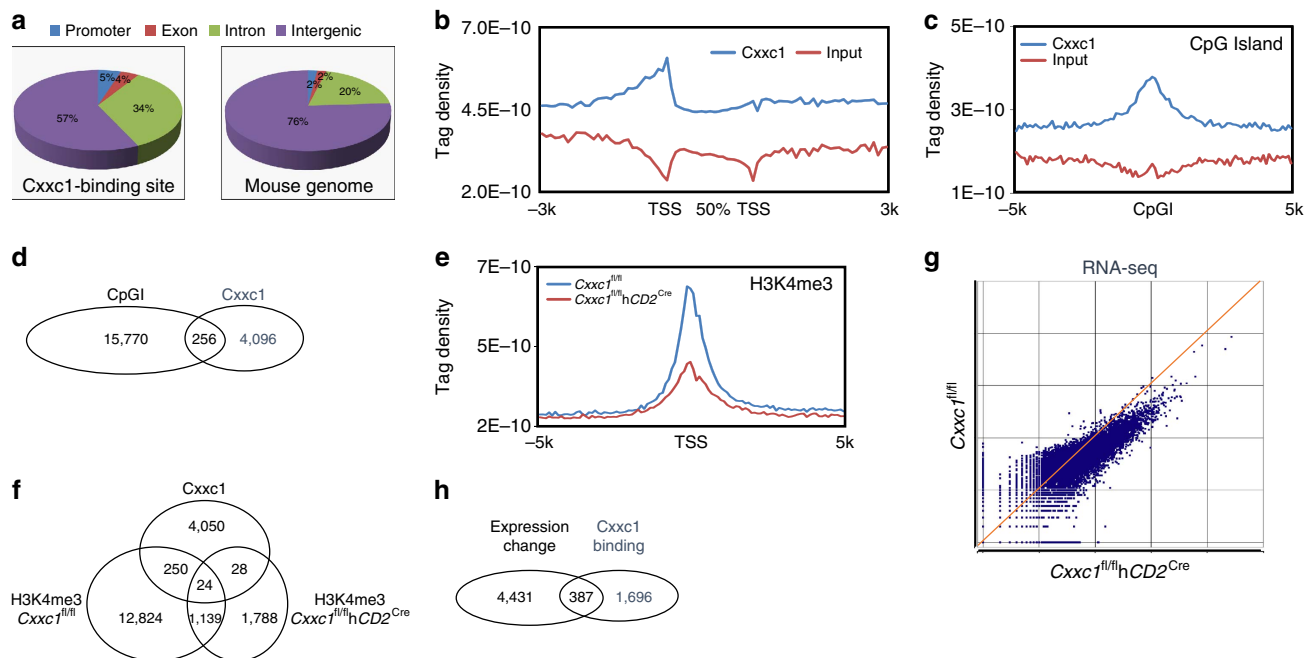 a
Promoter Exon Intron Intergenic
5% 4%
34%
57%
Cxxc1-binding site
2%
2%
20%
76%
Mouse genome
b
7.0E–10
4.5E–10
2.0E–10
Tag density
Cxxc1 Input
–3k TSS 50% TSS 3k
c
5E–10
3E–10
1E–10
Tag density
Cxxc1
Input
CpG Island
–5k CpGI 5k
d
CpGI Cxxc1
15,770 256 4,096
e
7E–10
5E–10
2E–10
Tag density
Cxxc1fl/fl
Cxxc1fl/flhCD2Cre
H3K4me3
–5k TSS 5k
f
Cxxc1
4,050
250 28
24
H3K4me3
Cxxc1fl/fl
12,824 1,139 1,788
H3K4me3
Cxxc1fl/flhCD2Cre
g
RNA-seq
Cxxc1fl/fl
Cxxc1fl/flhCD2Cre
h
Expression
change
Cxxc1
binding
4,431 387 1,696